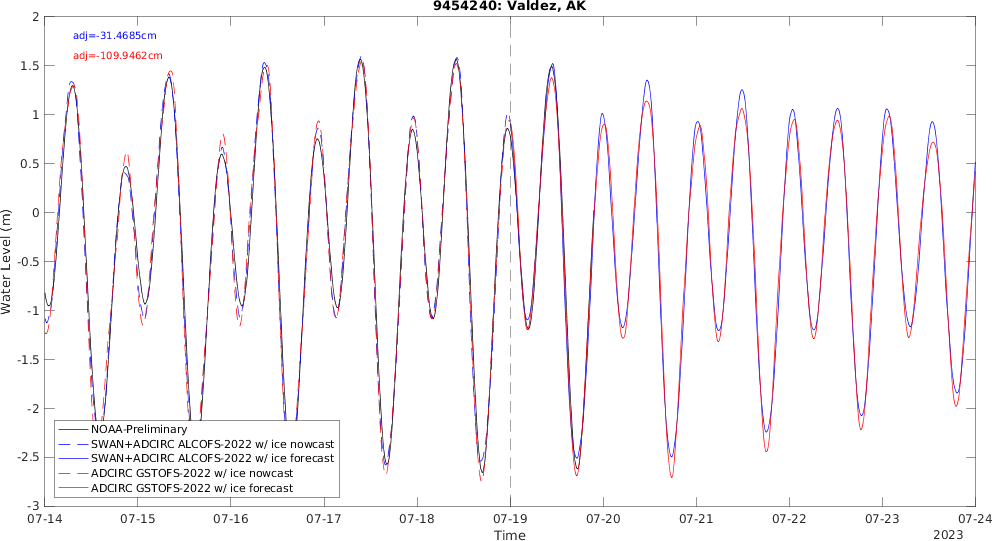 9454240: Valdez, AK
adj=-31.4685cm
adj=-109.9462cm
2
1.5
1
0.5
0
-0.5
-1
-1.5
-2
-2.5
-3
Water Level (m)
NOAA-Preliminary
SWAN+ADCIRC ALCOFS-2022 w/ ice nowcast
SWAN+ADCIRC ALCOFS-2022 w/ ice forecast
ADCIRC GSTOFS-2022 w/ ice nowcast
ADCIRC GSTOFS-2022 w/ ice forecast
07-14 07-15 07-16 07-17 07-18 07-19 07-20 07-21 07-22 07-23 07-24
Time
2023